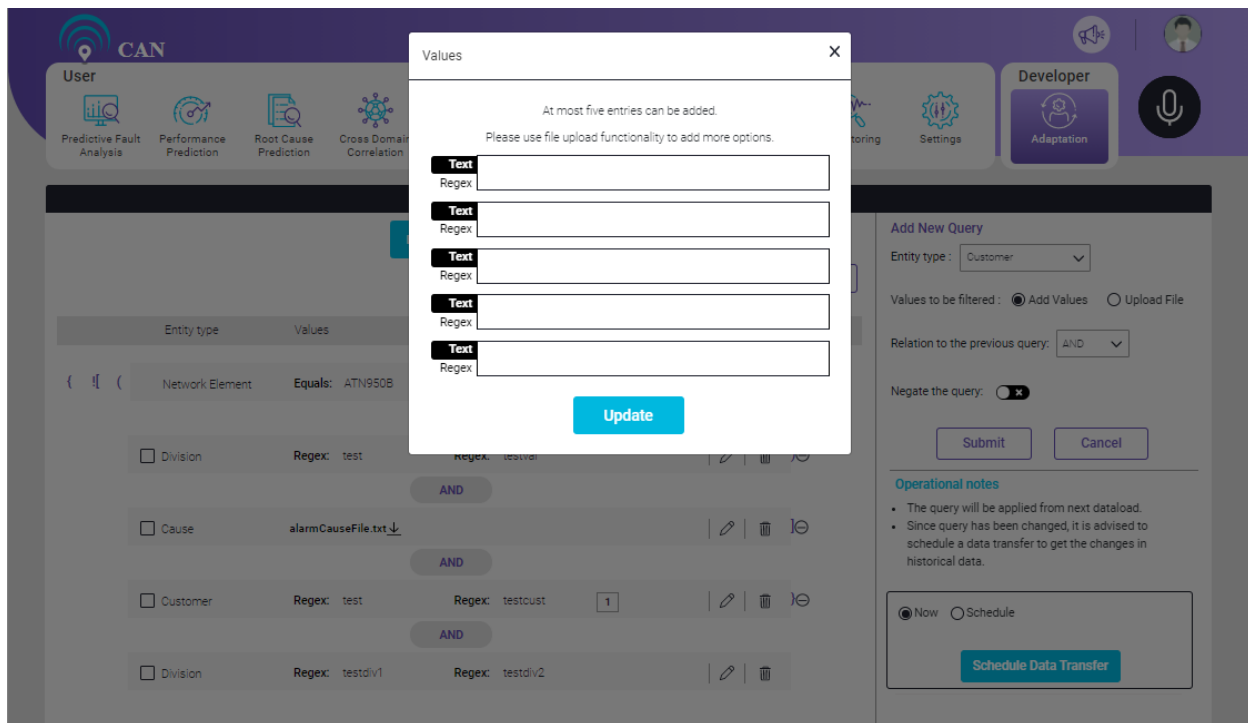 CAN
User
Predictive Fault Analysis
Performance Prediction
Root Cause Prediction
Cross Domain Correlation
toring
Settings
Developer
Adaptation
Values
X
At most five entries can be added.
Please use file upload functionality to add more options.
Text
Regex
Text
Regex
Text
Regex
Text
Regex
Text
Regex
Update
Entity type Values
{ ![ ( Network Element Equals: ATN950B
Division Regex: test Regex: testval
AND
Cause alarmCauseFile.txt ]
AND
Customer Regex: test Regex: testcust 1 }
AND
Division Regex: testdiv1 Regex: testdiv2
Add New Query
Entity type : Customer
Values to be filtered : Add Values Upload File
Relation to the previous query: AND
Negate the query:
Submit Cancel
Operational notes
• The query will be applied from next dataload.
• Since query has been changed, it is advised to
schedule a data transfer to get the changes in
historical data.
Now Schedule
Schedule Data Transfer